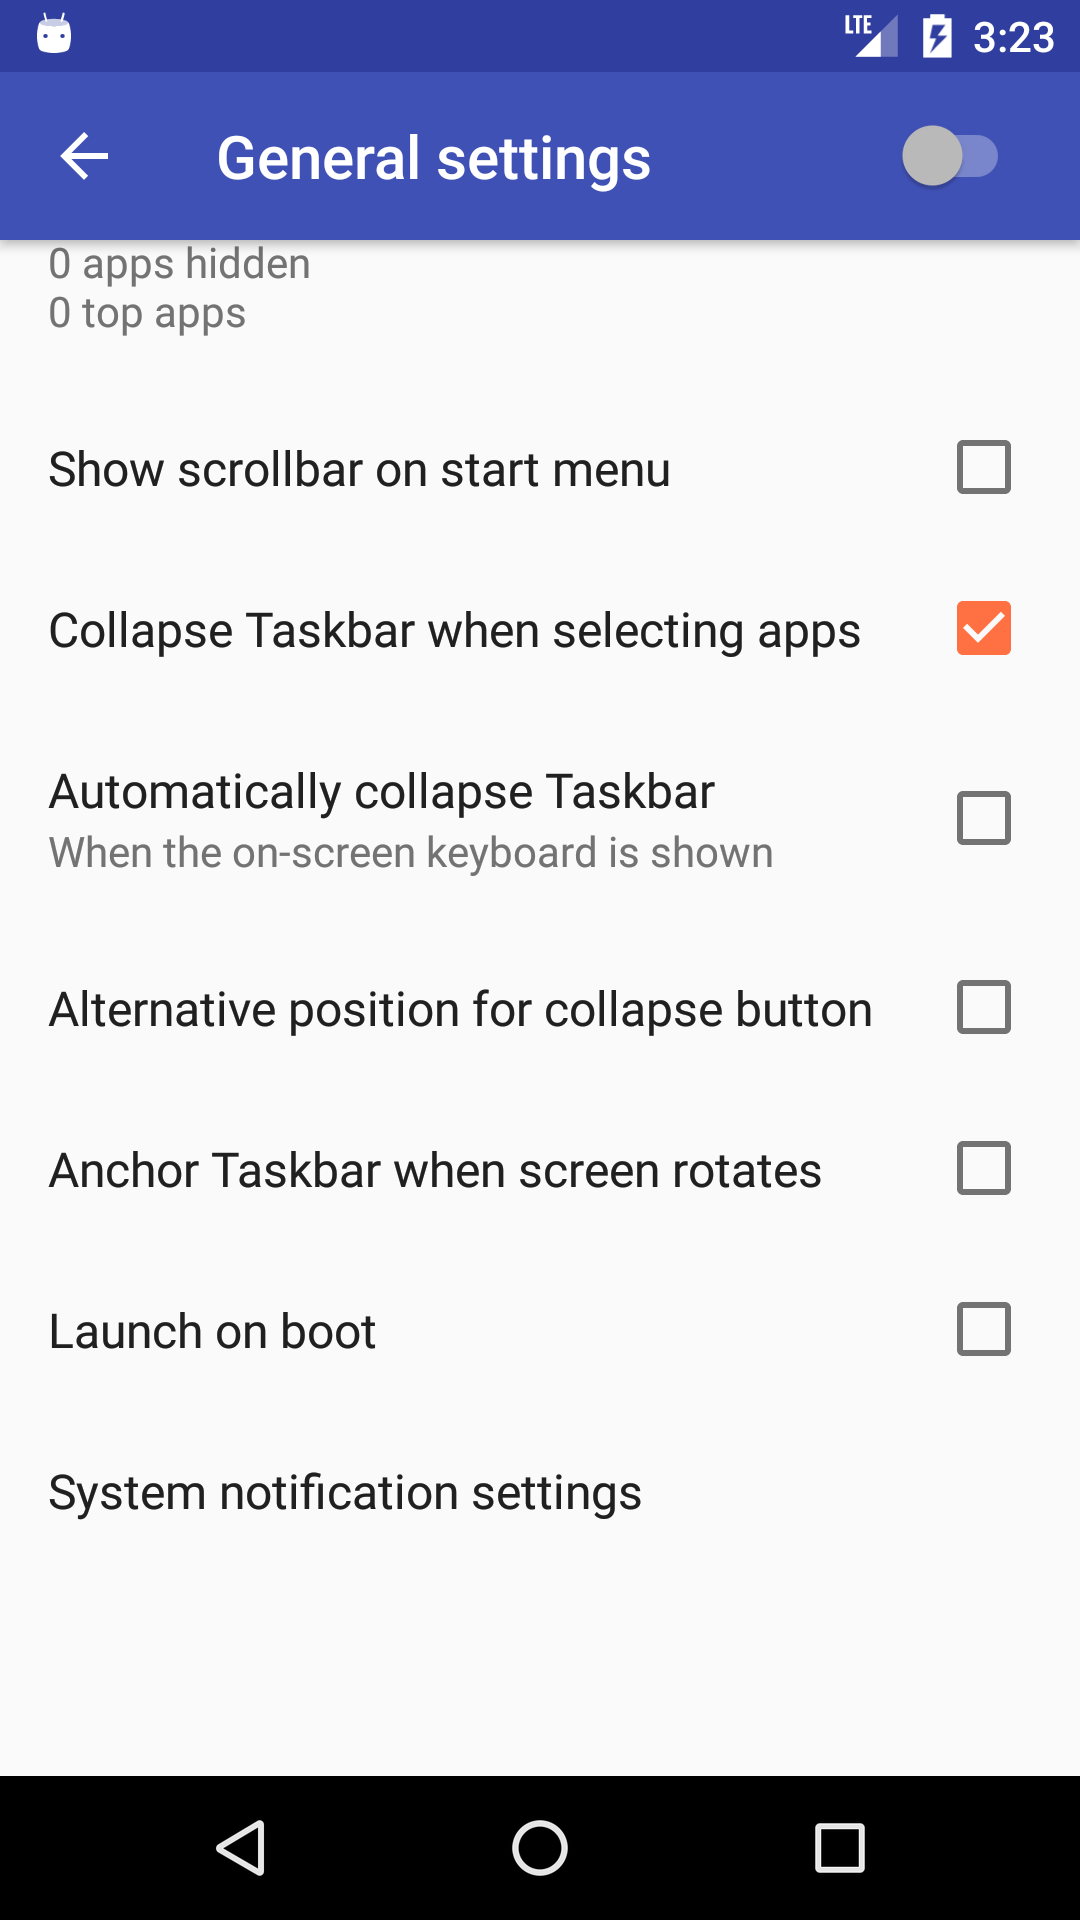 LTE 3:23
General settings
0 apps hidden
0 top apps
Show scrollbar on start menu
Collapse Taskbar when selecting apps
Automatically collapse Taskbar
When the on-screen keyboard is shown
Alternative position for collapse button
Anchor Taskbar when screen rotates
Launch on boot
System notification settings